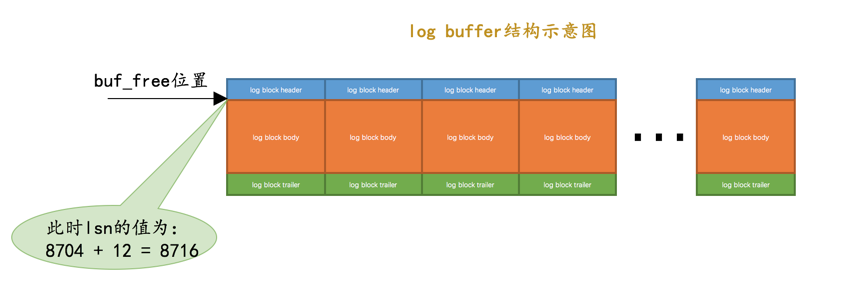 log buffer结构示意图
buf_free位置
log block header log block header log block header log block header log block header
log block body log block body log block body log block body log block body
log block trailer log block trailer log block trailer log block trailer log block trailer
此时lsn的值为：
8704 + 12 = 8716